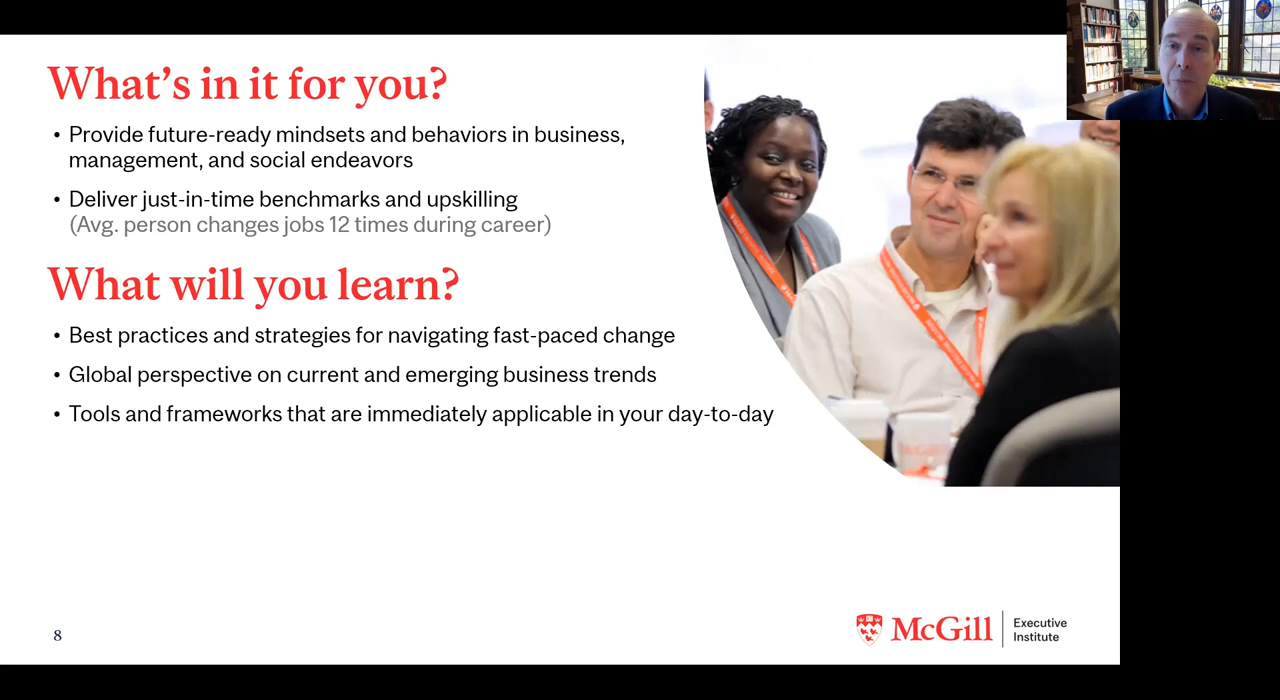 What's in it for you?
• Provide future-ready mindsets and behaviors in business,
management, and social endeavors
• Deliver just-in-time benchmarks and upskilling
(Avg. person changes jobs 12 times during career)
What will you learn?
• Best practices and strategies for navigating fast-paced change
• Global perspective on current and emerging business trends
• Tools and frameworks that are immediately applicable in your day-to-day
8
McGill
Executive
Institute